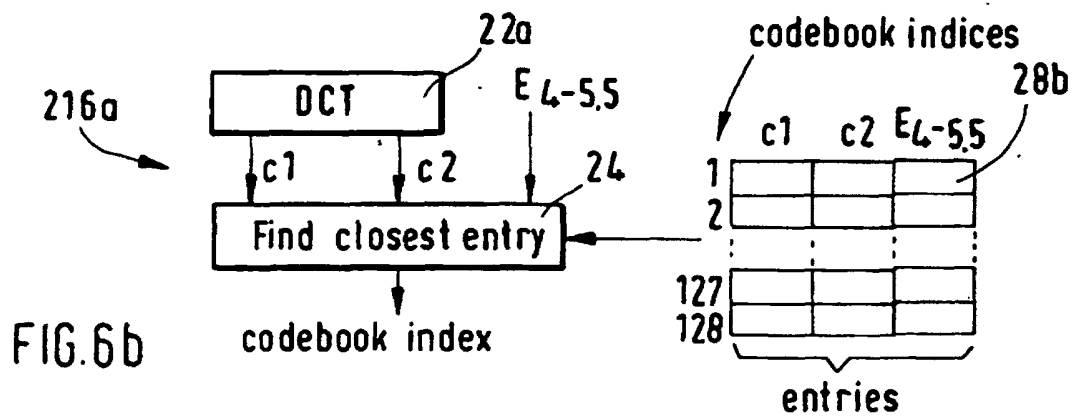 22a
codebook indices
DCT
E 4-5,5
28b
216a
c1 c2 E4-5,5
c1 c2
24
1
2
Find closest entry
127
128
codebook index
FIG.6b
entries